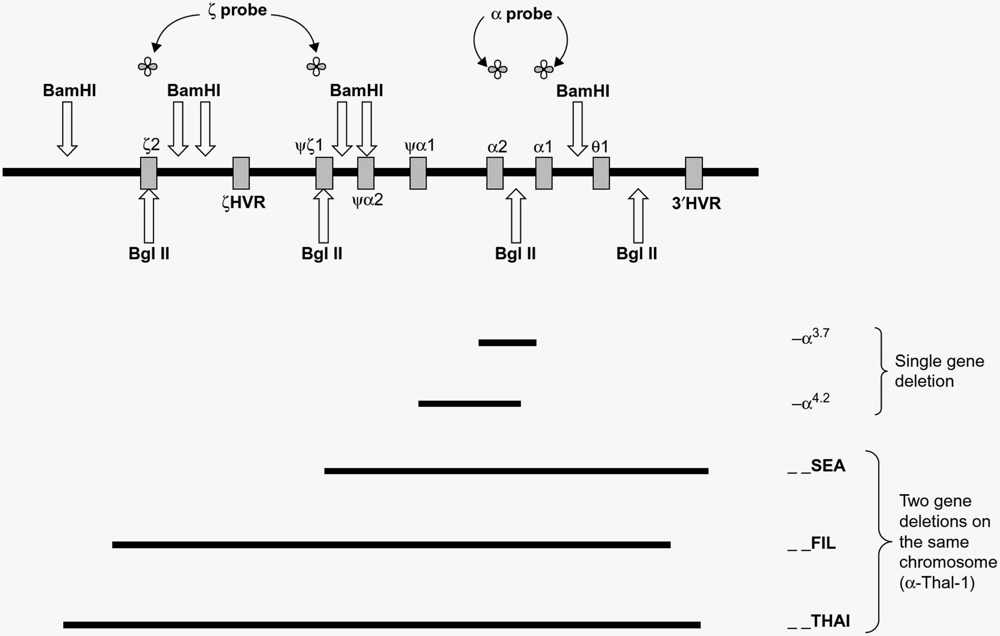 ζ probe
α probe
BamHI
BamHI
BamHI
BamHI
ζ2
ψζ1
ψα1
α2
α1
θ1
ζHVR
ψα2
3′HVR
Bgl II
Bgl II
Bgl II
Bgl II
–α3.7
Single gene
deletion
–α4.2
_ _SEA
Two gene
deletions on
the same
chromosome
(α-Thal-1)
_ _FIL
_ _THAI